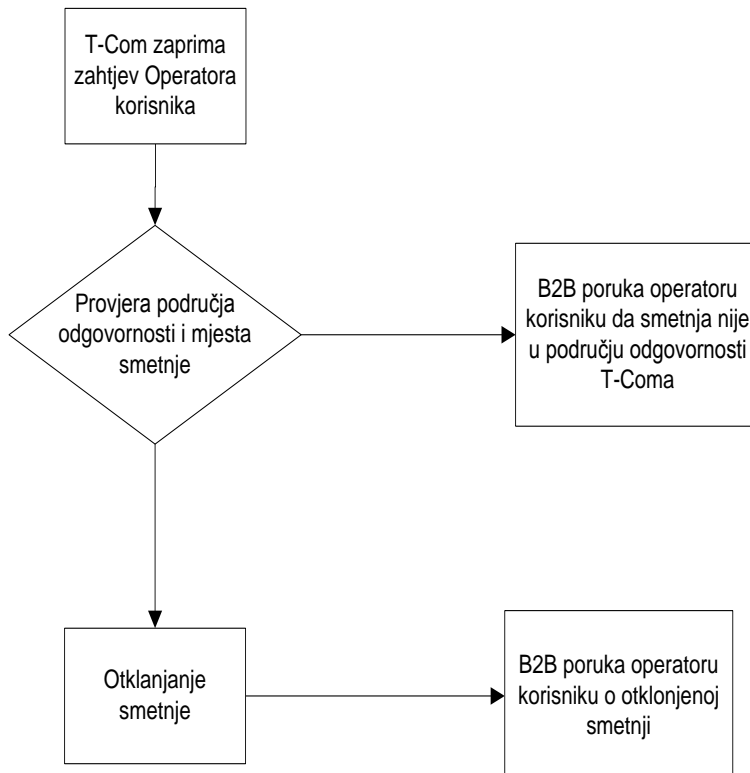 T-Com zaprima
zahtjev Operatora
korisnika
Provjera područja
odgovornosti i mjesta
smetnje
B2B poruka operatoru
korisniku da smetnja nije
u području odgovornosti
T-Coma
Otklanjanje
smetnje
B2B poruka operatoru
korisniku o otklonjenoj
smetnji